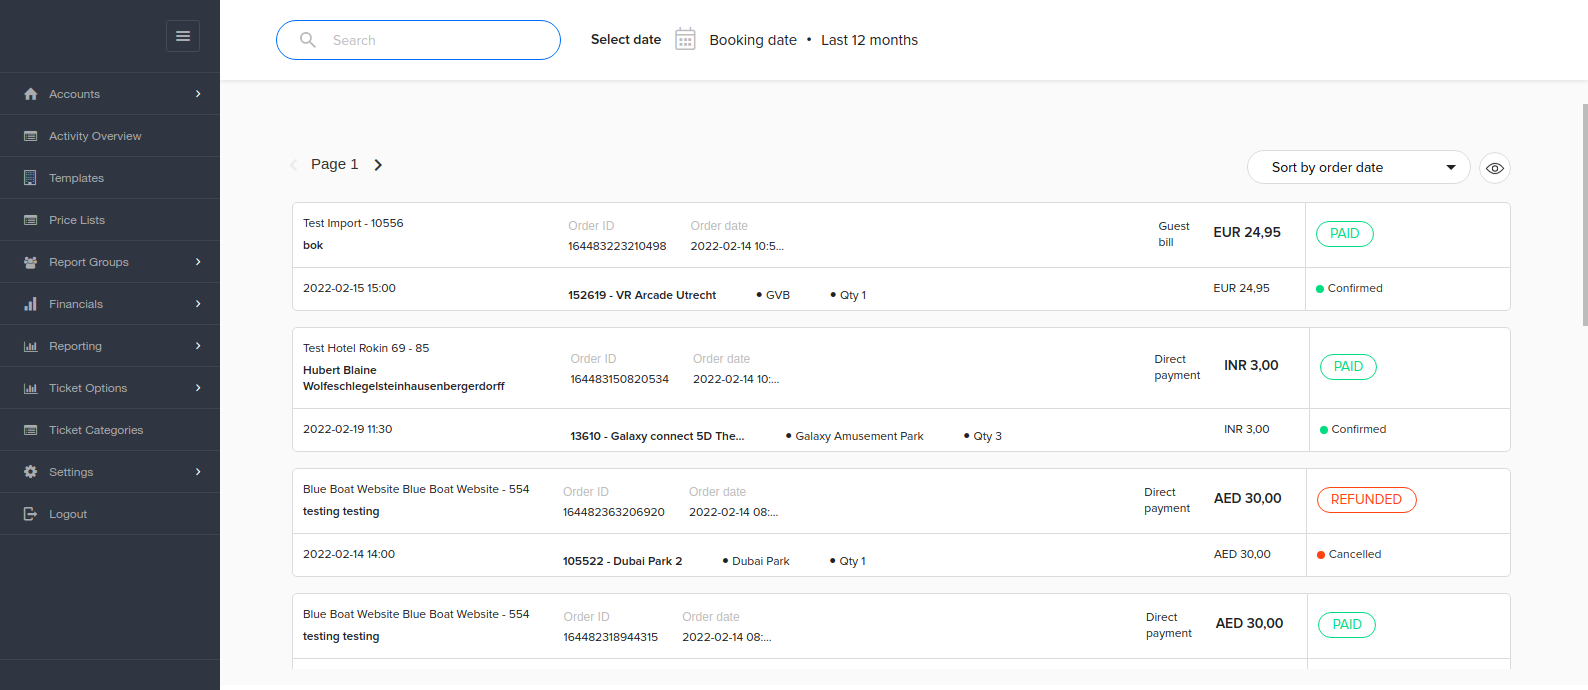 Search
Select date Booking date • Last 12 months
Accounts
Activity Overview
Templates
Price Lists
Report Groups
Financials
Reporting
Ticket Options
Ticket Categories
Settings
Logout
Page 1
Sort by order date
Test Import - 10556
bok
Order ID
164483223210498
Order date
2022-02-14 10:5...
Guest
bill
EUR 24,95
PAID
2022-02-15 15:00
152619 - VR Arcade Utrecht • GVB • Qty 1
EUR 24,95
Confirmed
Test Hotel Rokin 69 - 85
Hubert Blaine
Wolfeschlegelsteinhausenbergerdorff
Order ID
164483150820534
Order date
2022-02-14 10:...
Direct
payment
INR 3,00
PAID
2022-02-19 11:30
13610 - Galaxy connect 5D The... • Galaxy Amusement Park • Qty 3
INR 3,00
Confirmed
Blue Boat Website Blue Boat Website - 554
testing testing
Order ID
164482363206920
Order date
2022-02-14 08:...
Direct
payment
AED 30,00
REFUNDED
2022-02-14 14:00
105522 - Dubai Park 2 • Dubai Park • Qty 1
AED 30,00
Cancelled
Blue Boat Website Blue Boat Website - 554
testing testing
Order ID
164482318944315
Order date
2022-02-14 08:...
Direct
payment
AED 30,00
PAID